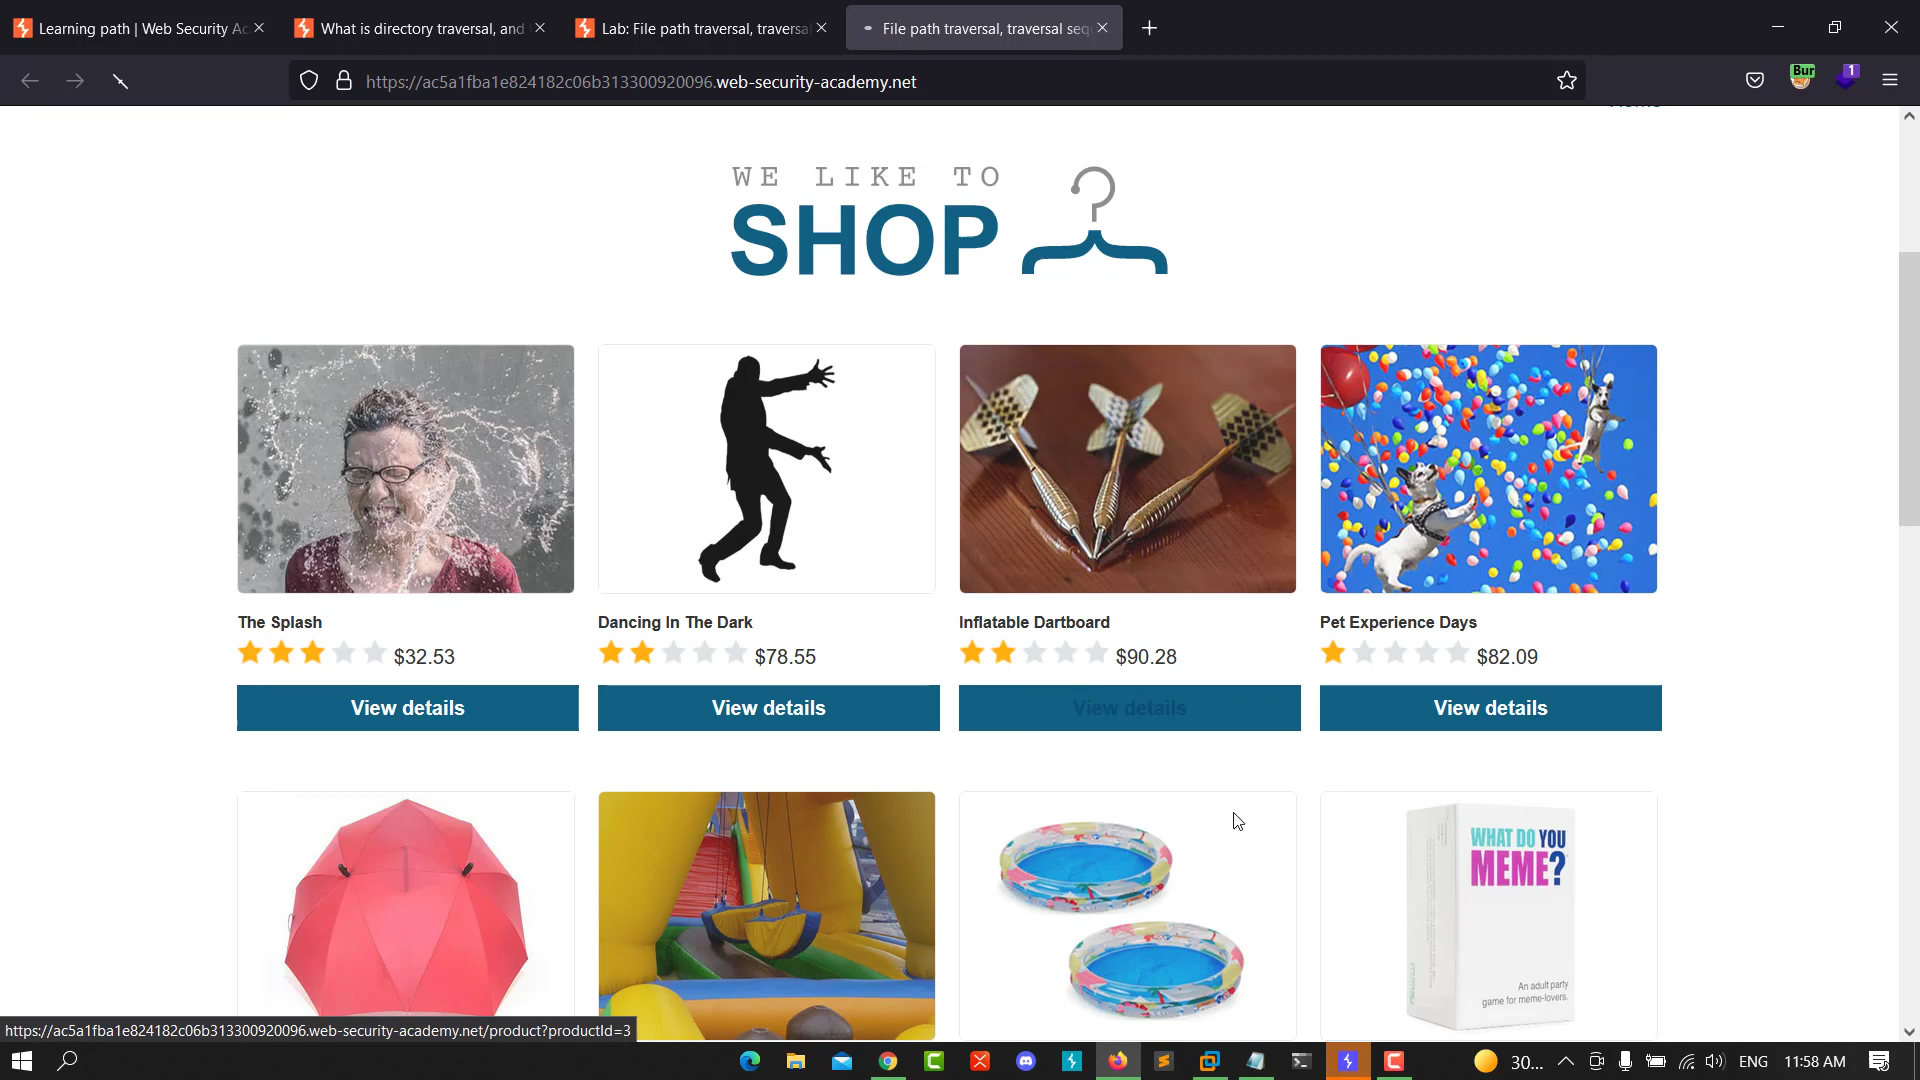 Learning path | Web Security Ac
What is directory traversal, and
Lab: File path traversal, traversal
File path traversal, traversal seq
https://ac5a1fba1e824182c06b313300920096.web-security-academy.net
Bur
1
WE LIKE TO
SHOP
The Splash
Dancing In The Dark
Inflatable Dartboard
Pet Experience Days
$32.53
$78.55
$90.28
$82.09
View details
View details
View details
View details
WHAT DO YOU
MEME?
An adult party
game for meme-lovers.
https://ac5a1fba1e824182c06b313300920096.web-security-academy.net/product?productId=3
30...
ENG
11:58 AM